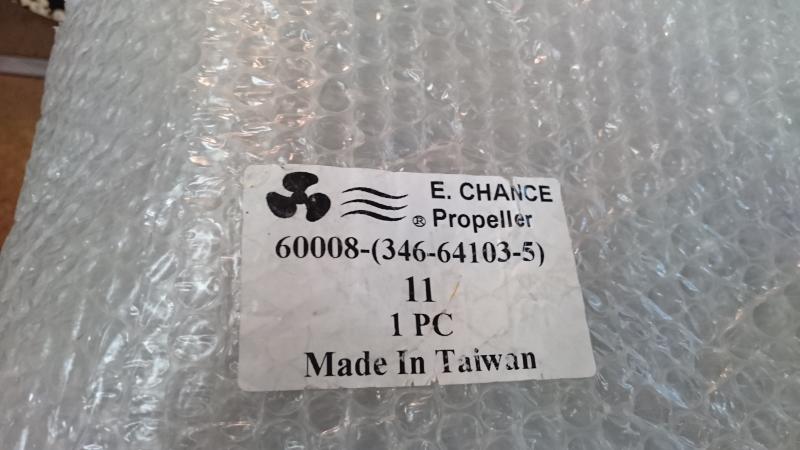 E. CHANCE
® Propeller
60008-(346-64103-5)
11
1 PC
Made In Taiwan